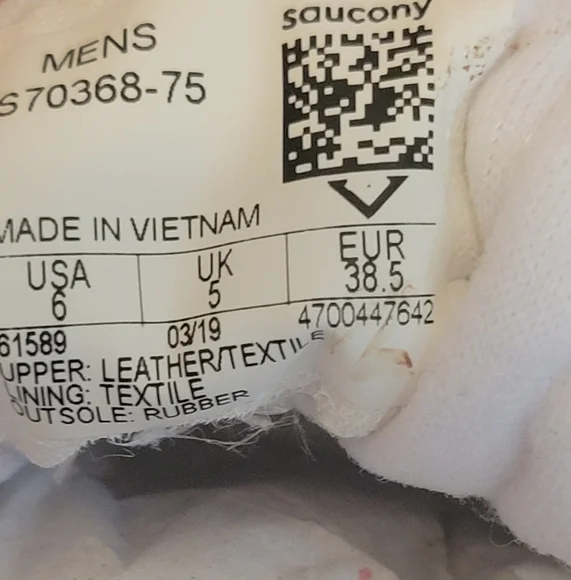 saucony
MENS
S70368-75
MADE IN VIETNAM
USA UK EUR
6 5 38.5
61589 03/19 4700447642
UPPER: LEATHER/TEXTILE
LINING: TEXTILE
OUTSOLE: RUBBER